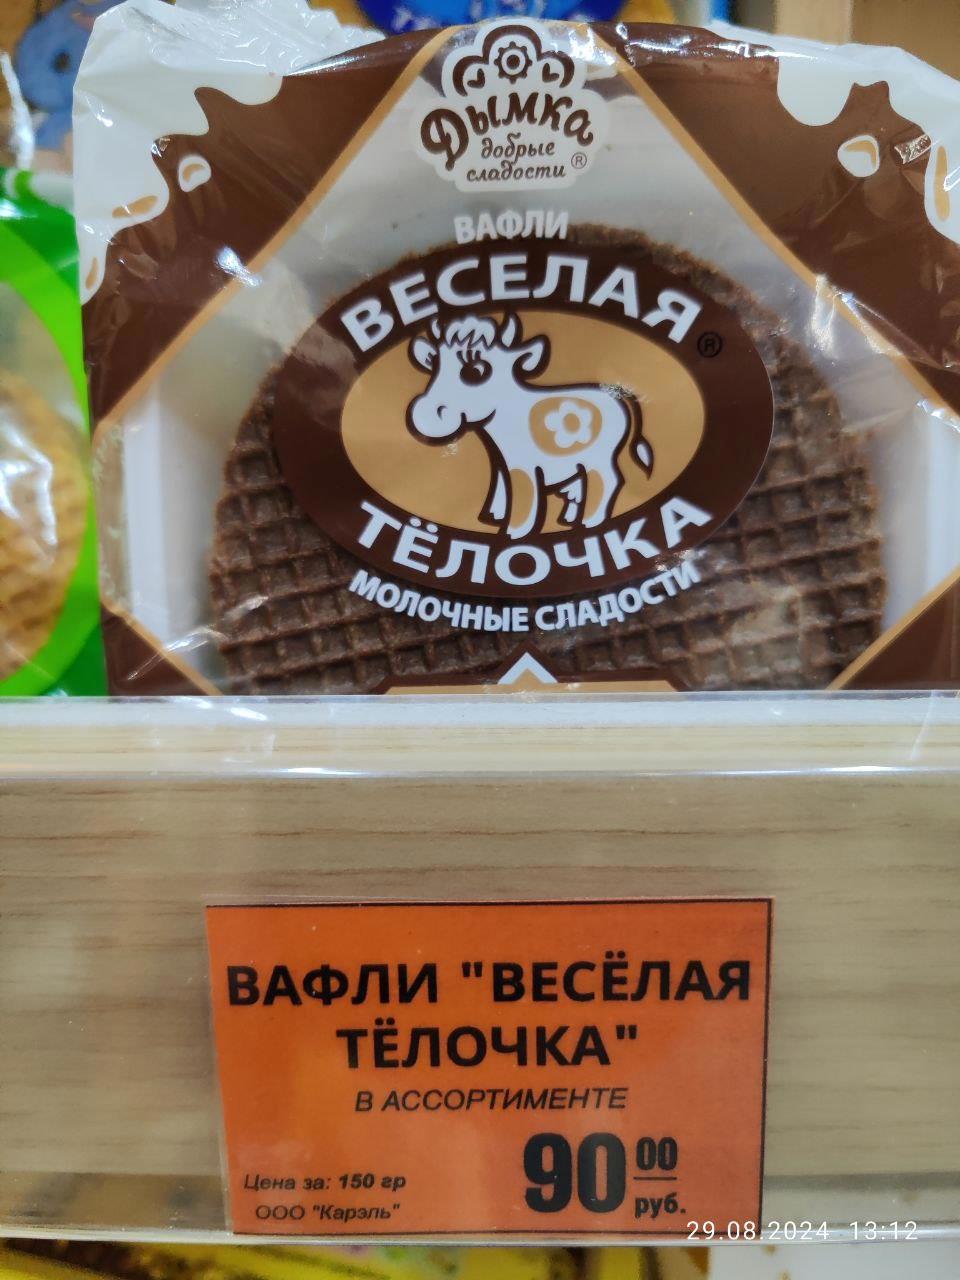 Дымка
добрые
сладости ®
ВАФЛИ
ВЕСЕЛАЯ ®
ТЁЛОЧКА
МОЛОЧНЫЕ СЛАДОСТИ
ВАФЛИ "ВЕСЁЛАЯ
ТЁЛОЧКА"
В АССОРТИМЕНТЕ
90 00
руб.
Цена за: 150 гр
ООО "Карэль"
29.08.2024 13:12